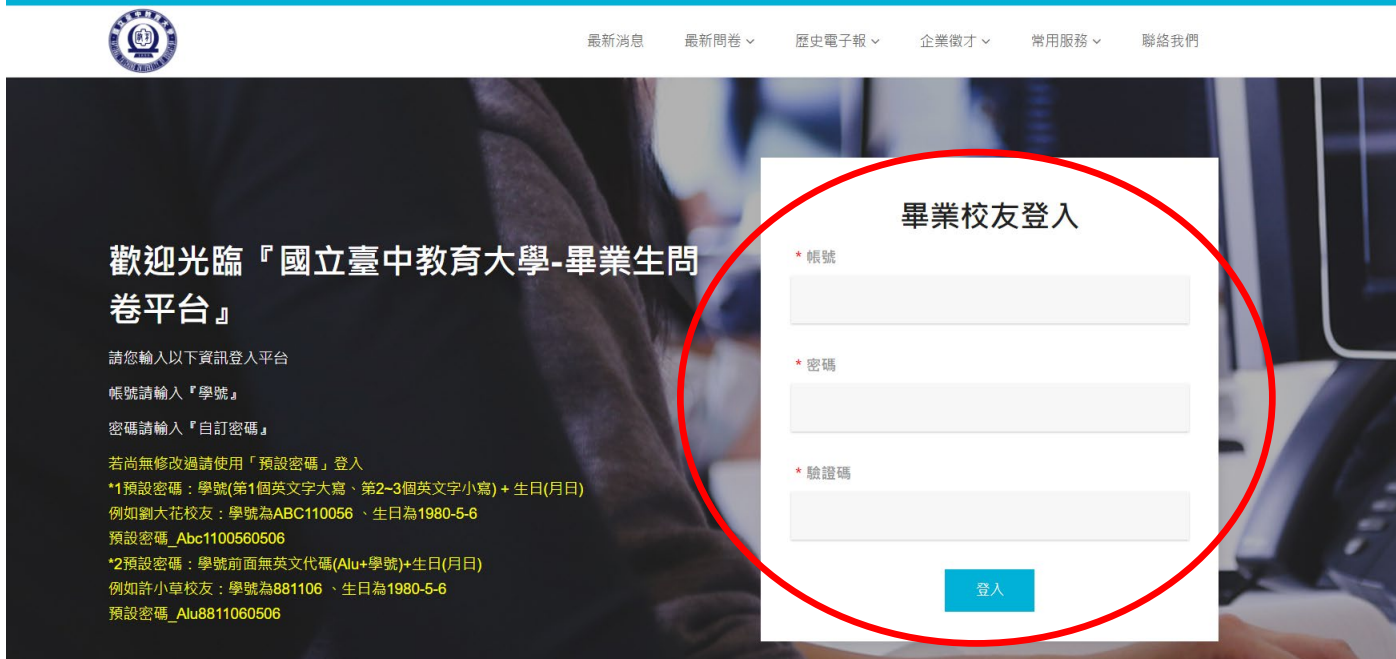 最新消息 最新問卷 歷史電子報 企業徵才 常用服務 聯絡我們
歡迎光臨『國立臺中教育大學-畢業生問
卷平台』
請您輸入以下資訊登入平台
帳號請輸入『學號』
密碼請輸入『自訂密碼』
若尚無修改過請使用「預設密碼」登入
*1預設密碼：學號(第1個英文字大寫、第2~3個英文字小寫) + 生日(月日)
例如劉大花校友：學號為ABC110056 、生日為1980-5-6
預設密碼_Abc1100560506
*2預設密碼：學號前面無英文代碼(Alu+學號)+生日(月日)
例如許小草校友：學號為881106 、生日為1980-5-6
預設密碼_Alu8811060506
畢業校友登入
* 帳號
* 密碼
* 驗證碼
登入